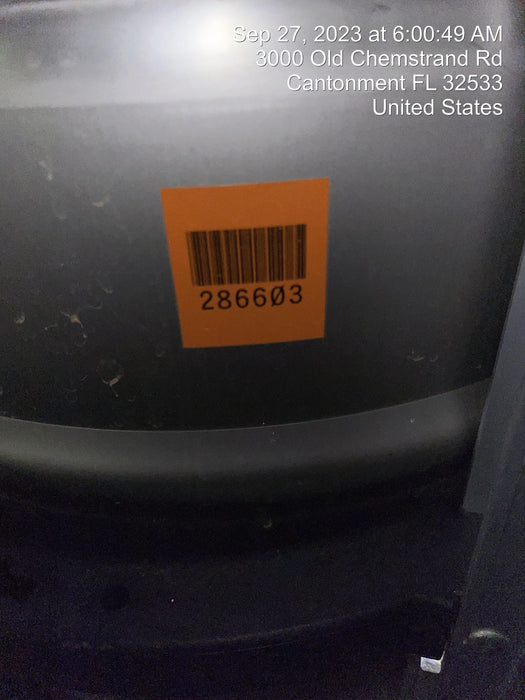 Sep 27, 2023 at 6:00:49 AM
3000 Old Chemstrand Rd
Cantonment FL 32533
United States
286603